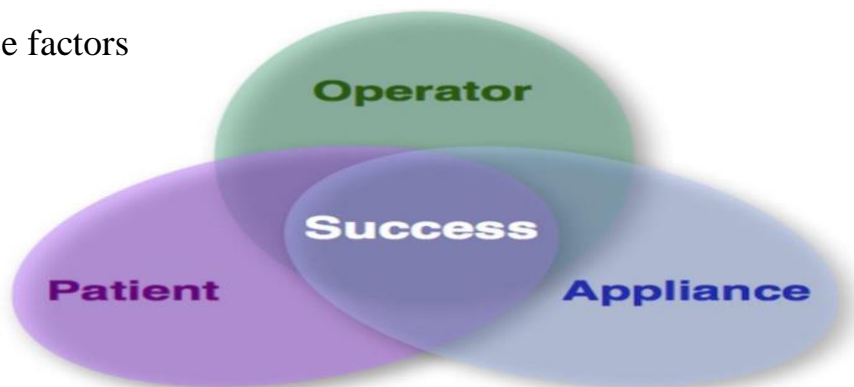 e factors
Operator
Success
Patient
Appliance